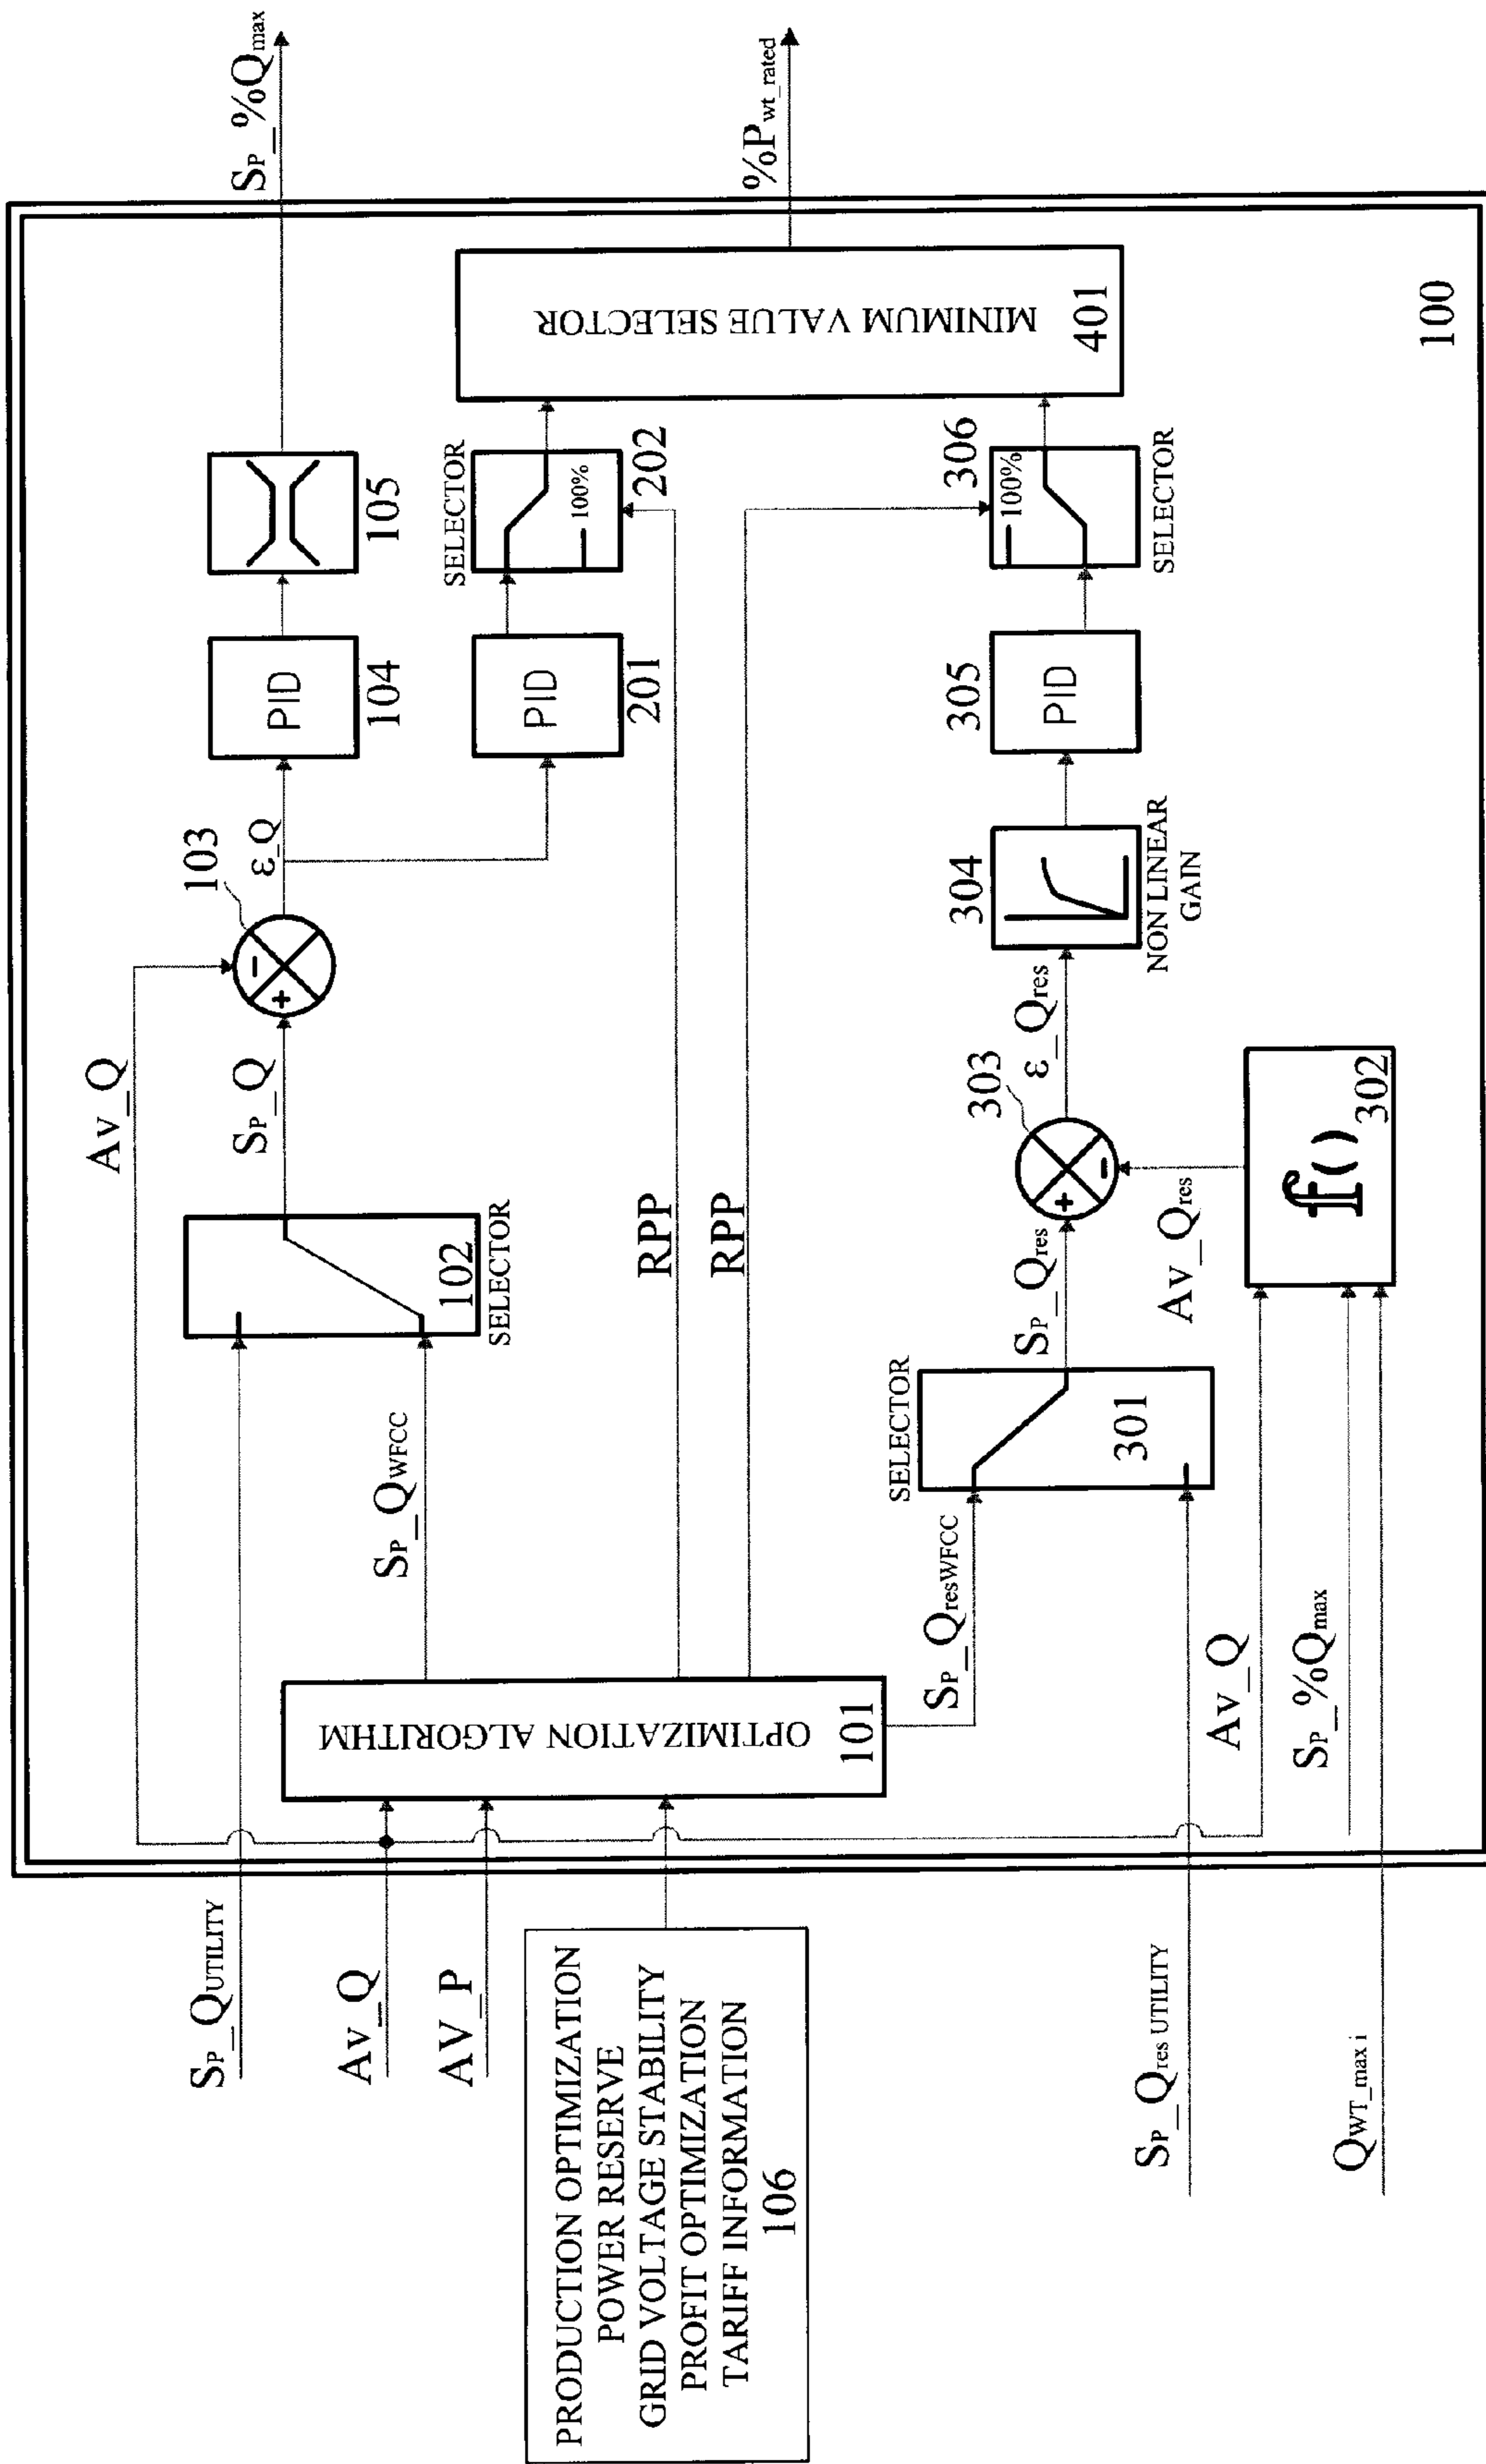 Sp_QUTILITY
Av_Q
AV_P
PRODUCTION OPTIMIZATION
POWER RESERVE
GRID VOLTAGE STABILITY
PROFIT OPTIMIZATION
TARIFF INFORMATION
106
Sp_Qres UTILITY
QWT_max i
OPTIMIZATION ALGORITHM
101
Av_Q
Sp_QWFCC
102
SELECTOR
Sp_Q
+
-
103
ε_Q
PID
104
105
Sp_%Qmax
PID
201
SELECTOR
100%
202
RPP
RPP
Sp_QresWFCC
SELECTOR
301
Av_Q
Sp_%Qmax
Sp_Qres
Av_Qres
f()
302
+
-
303
ε_Qres
304
NON LINEAR
GAIN
305
PID
306
100%
SELECTOR
MINIMUM VALUE SELECTOR
401
%Pwt_rated
100